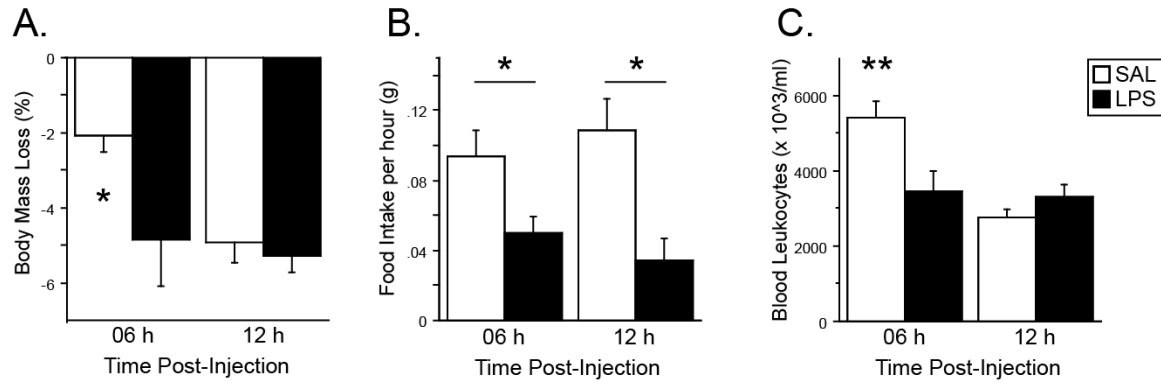 A.
Body Mass Loss (%)
0
-2
-4
-6
*
06 h
12 h
Time Post-Injection
B.
Food Intake per hour (g)
.12
.08
.04
0
*
*
06 h
12 h
Time Post-Injection
C.
Blood Leukocytes (x 10^3/ml)
6000
4000
2000
0
**
06 h
12 h
Time Post-Injection
SAL
LPS